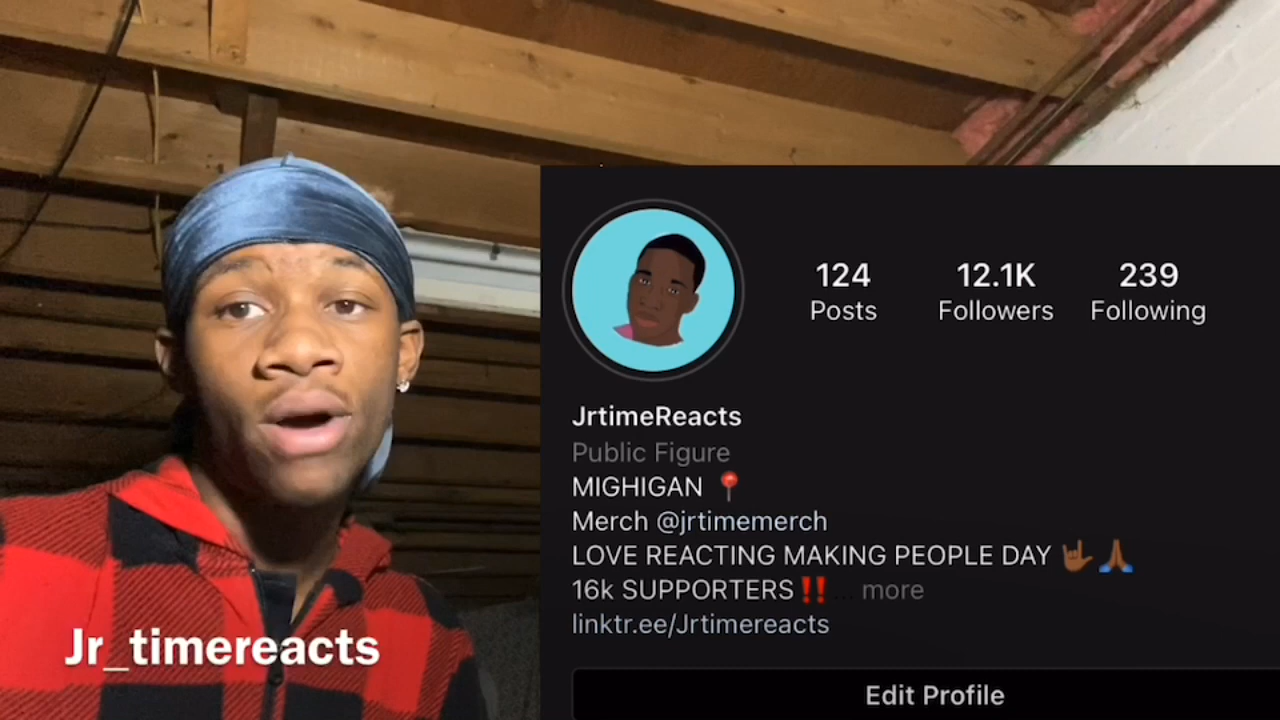 124
12.1K
239
Posts
Followers
Following
JrtimeReacts
Public Figure
MIGHIGAN 📍
Merch @jrtimemerch
LOVE REACTING MAKING PEOPLE DAY 🤟🏾🙏🏾
16k SUPPORTERS‼️... more
linktr.ee/Jrtimereacts
Edit Profile
Jr_timereacts